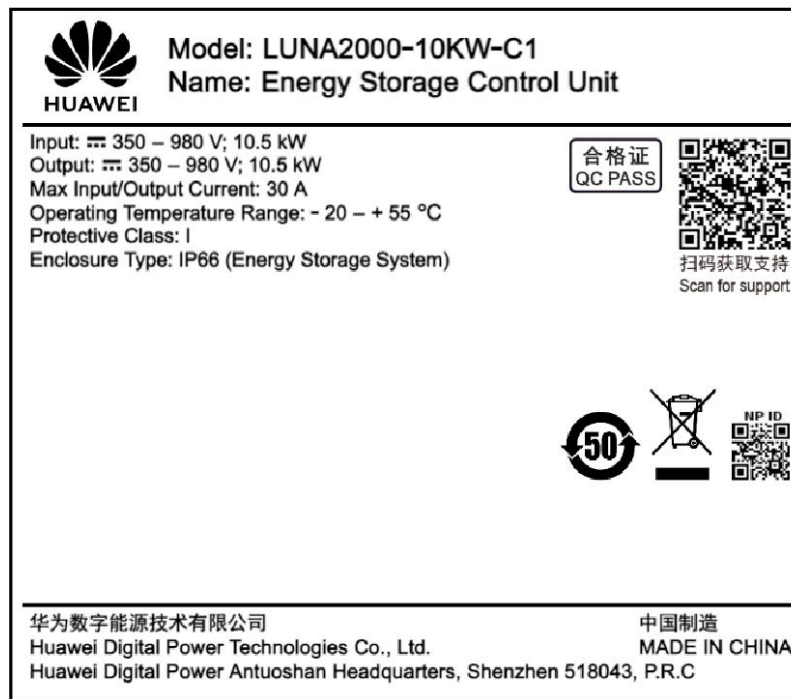 HUAWEI
Model: LUNA2000-10KW-C1
Name: Energy Storage Control Unit
Input: ⎓ 350 – 980 V; 10.5 kW
Output: ⎓ 350 – 980 V; 10.5 kW
Max Input/Output Current: 30 A
Operating Temperature Range: - 20 – + 55 °C
Protective Class: I
Enclosure Type: IP66 (Energy Storage System)
合格证
QC PASS
扫码获取支持
Scan for support
50
NP ID
华为数字能源技术有限公司
中国制造
Huawei Digital Power Technologies Co., Ltd.
MADE IN CHINA
Huawei Digital Power Antuoshan Headquarters, Shenzhen 518043, P.R.C